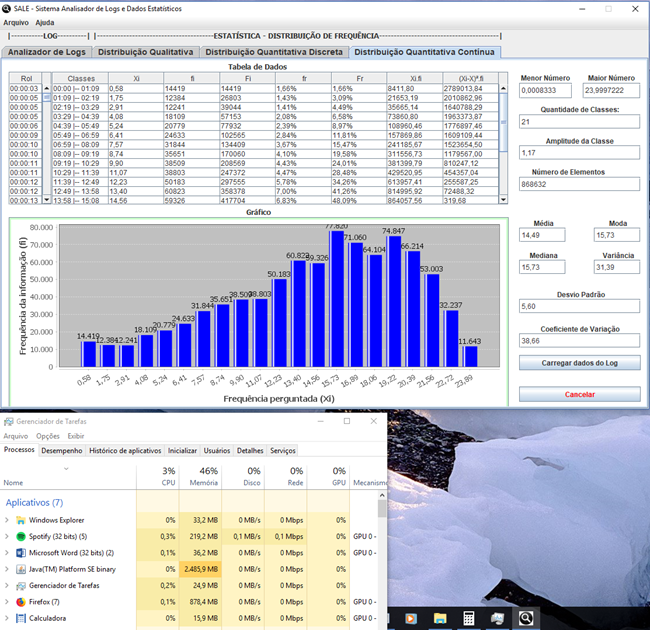 SALE - Sistema Analisador de Logs e Dados Estatísticos
Arquivo Ajuda
|----------LOG---------| |----------------------------------ESTATÍSTICA - DISTRIBUIÇÃO DE FREQUÊNCIA----------------------------------|
Analizador de Logs Distribuição Qualitativa Distribuição Quantitativa Discreta Distribuição Quantitativa Contínua
Tabela de Dados
Rol Classes Xi fi Fi fr Fr Xi.fi (Xi-X)².fi
00:00:03 00:00 |-- 01:09 0,58 14419 14419 1,66% 1,66% 8411,80 2789013,84
00:00:05 01:09 |-- 02:19 1,75 12384 26803 1,43% 3,09% 21653,19 2010862,96
00:00:05 02:19 |-- 03:29 2,91 12241 39044 1,41% 4,49% 35665,14 1640788,29
00:00:05 03:29 |-- 04:39 4,08 18109 57153 2,08% 6,58% 73860,80 1963373,87
00:00:06 04:39 |-- 05:49 5,24 20779 77932 2,39% 8,97% 108960,46 1776897,46
00:00:09 05:49 |-- 06:59 6,41 24633 102565 2,84% 11,81% 157869,86 1609109,44
00:00:10 06:59 |-- 08:09 7,57 31844 134409 3,67% 15,47% 241185,67 1523654,50
00:00:10 08:09 |-- 09:19 8,74 35651 170060 4,10% 19,58% 311556,73 1179567,00
00:00:11 09:19 |-- 10:29 9,90 38509 208569 4,43% 24,01% 381399,79 810247,12
00:00:11 10:29 |-- 11:39 11,07 38803 247372 4,47% 28,48% 429520,95 454357,04
00:00:12 11:39 |-- 12:49 12,23 50183 297555 5,78% 34,26% 613957,41 255587,25
00:00:12 12:49 |-- 13:58 13,40 60823 358378 7,00% 41,26% 814995,92 72488,32
00:00:13 13:58 |-- 15:08 14,56 59326 417704 6,83% 48,09% 864057,56 319,68
Menor Número Maior Número
0,0008333 23,9997222
Quantidade de Classes:
21
Amplitude da Classe
1,17
Número de Elementos
868632
Média Moda
14,49 15,73
Mediana Variância
15,73 31,39
Desvio Padrão
5,60
Coeficiente de Variação
38,66
Carregar dados do Log
Cancelar
Gráfico
Frequência da informação (fi)
80.000
70.000
60.000
50.000
40.000
30.000
20.000
10.000
0
14.419 12.384 12.241 18.109 20.779 24.633 31.844 35.651 38.509 38.803 50.183 60.823 59.326 77.820 71.060 64.104 74.847 66.214 53.003 32.237 11.643
0,58 1,75 2,91 4,08 5,24 6,41 7,57 8,74 9,90 11,07 12,23 13,40 14,56 15,73 16,89 18,06 19,22 20,39 21,56 22,72 23,89
Frequência perguntada (Xi)
Gerenciador de Tarefas
Arquivo Opções Exibir
Processos Desempenho Histórico de aplicativos Inicializar Usuários Detalhes Serviços
3% 46% 0% 0% 0%
Nome CPU Memória Disco Rede GPU Mecanismo
Aplicativos (7)
Windows Explorer 0% 33,2 MB 0 MB/s 0 Mbps 0%
Spotify (32 bits) (5) 0,3% 219,2 MB 0,1 MB/s 0,1 Mbps 0% GPU 0 -
Microsoft Word (32 bits) (2) 0,1% 36,2 MB 0 MB/s 0 Mbps 0% GPU 0 -
Java(TM) Platform SE binary 0% 2.485,9 MB 0 MB/s 0 Mbps 0%
Gerenciador de Tarefas 0,2% 24,9 MB 0 MB/s 0 Mbps 0%
Firefox (7) 0,1% 878,4 MB 0 MB/s 0 Mbps 0% GPU 0 -
Calculadora 0% 15,9 MB 0 MB/s 0 Mbps 0% GPU 0 -